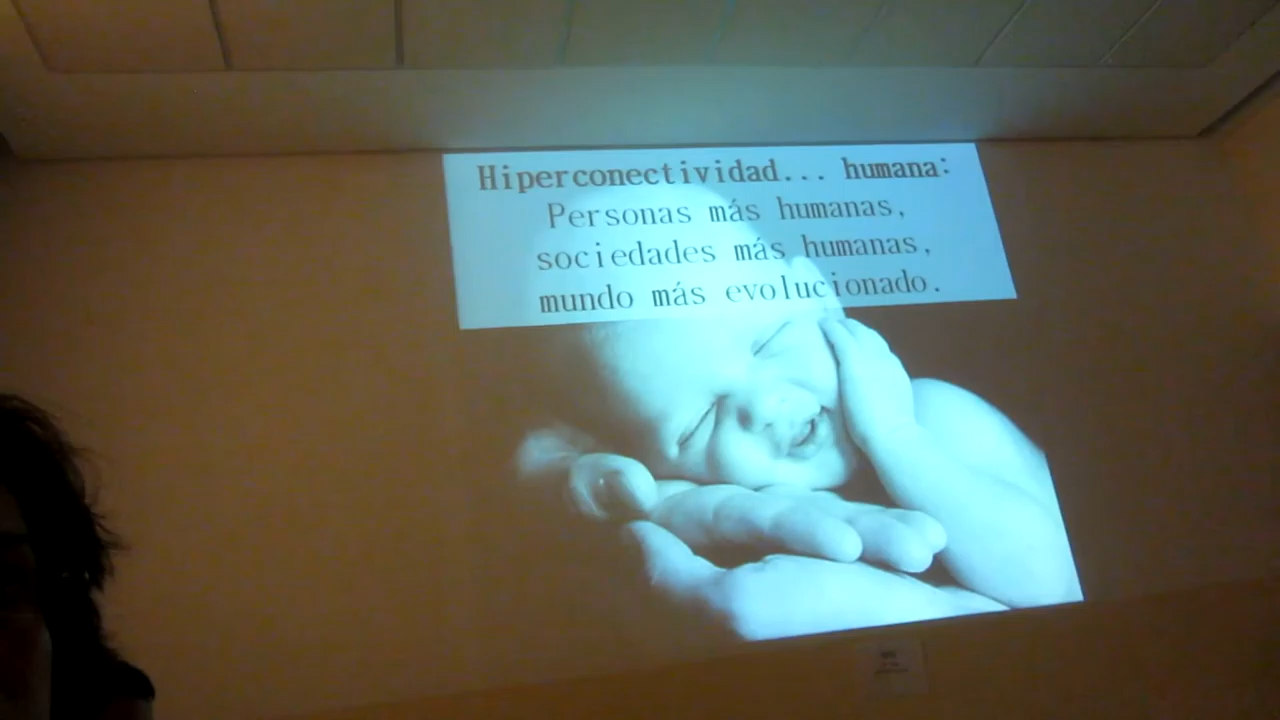 Hiperconectividad... humana:
Personas más humanas,
sociedades más humanas,
mundo más evolucionado.